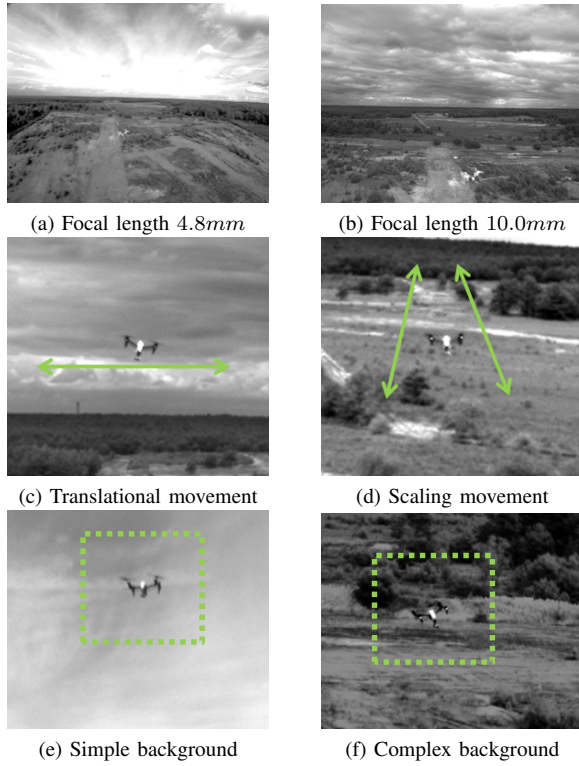 (a) Focal length 4.8mm
(b) Focal length 10.0mm
(c) Translational movement
(d) Scaling movement
(e) Simple background
(f) Complex background